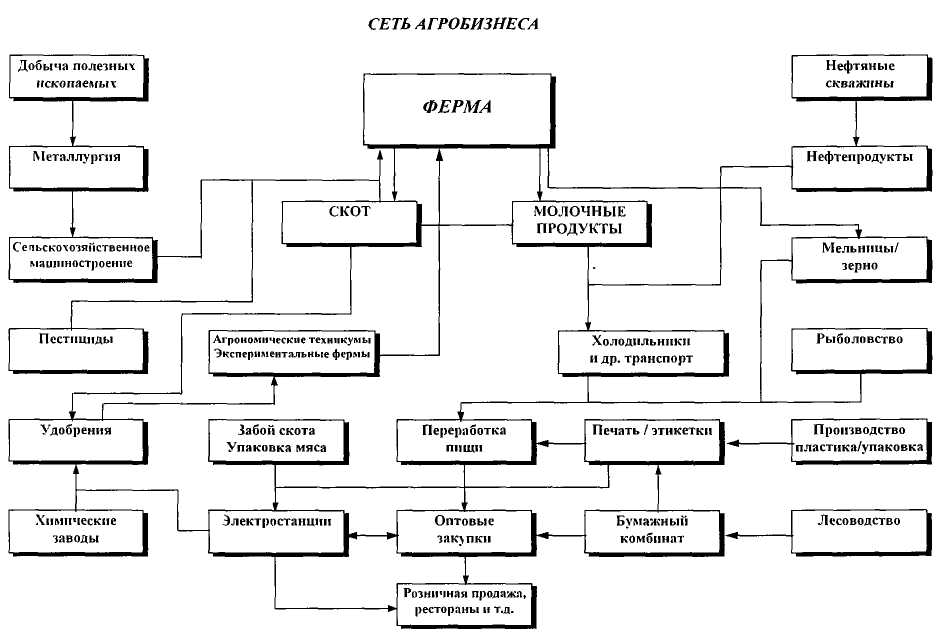 СЕТЬ АГРОБИЗНЕСА
Добыча полезных
ископаемых
Нефтяные
скважины
ФЕРМА
Металлургия
Нефтепродукты
СКОТ
МОЛОЧНЫЕ
ПРОДУКТЫ
Сельскохозяйственное
машиностроение
Мельницы/
зерно
Пестициды
Агрономические техникумы
Экспериментальные фермы
Холодильники
и др. транспорт
Рыболовство
Удобрения
Забой скота
Упаковка мяса
Переработка
пищи
Печать / этикетки
Производство
пластика/упаковка
Химические
заводы
Электростанции
Оптовые
закупки
Бумажный
комбинат
Лесоводство
Розничная продажа,
рестораны и т.д.